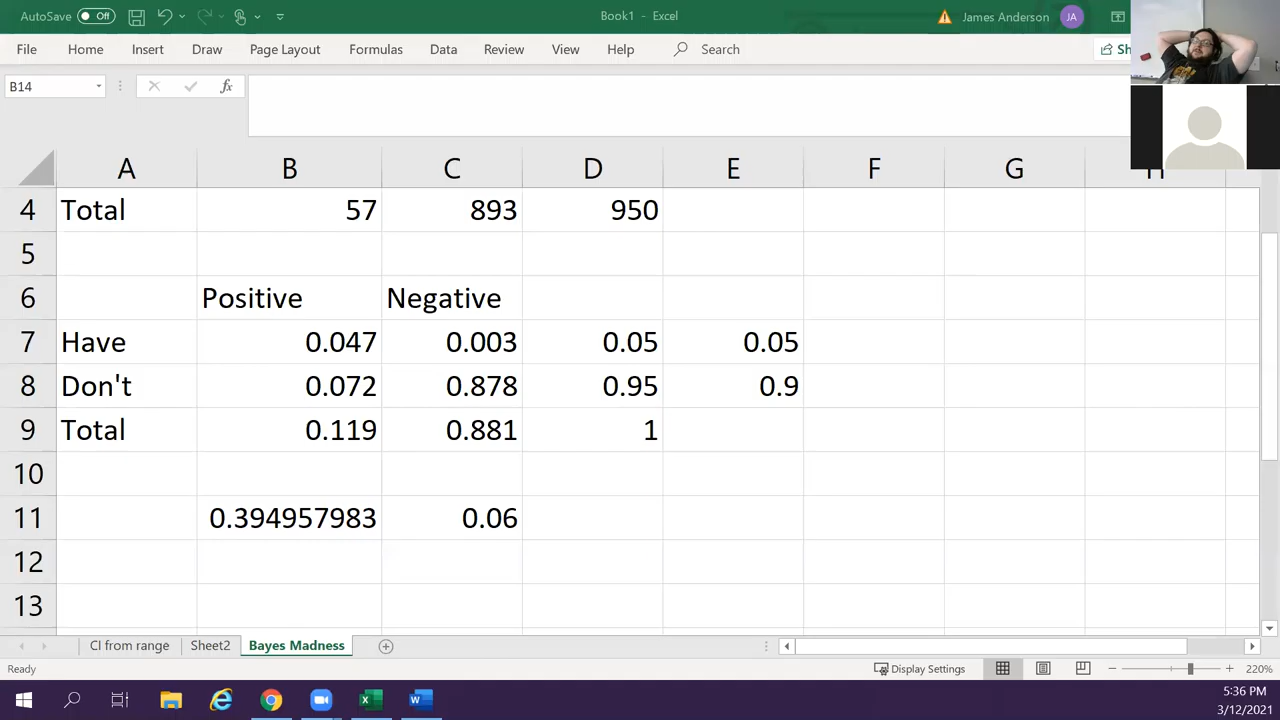 AutoSave Off Book1 - Excel James Anderson JA
File Home Insert Draw Page Layout Formulas Data Review View Help Search Sh
B14 fx
A B C D E F G H
4 Total 57 893 950
5
6 Positive Negative
7 Have 0.047 0.003 0.05 0.05
8 Don't 0.072 0.878 0.95 0.9
9 Total 0.119 0.881 1
10
11 0.394957983 0.06
12
13
CI from range Sheet2 Bayes Madness
Ready Display Settings 220%
5:36 PM
3/12/2021